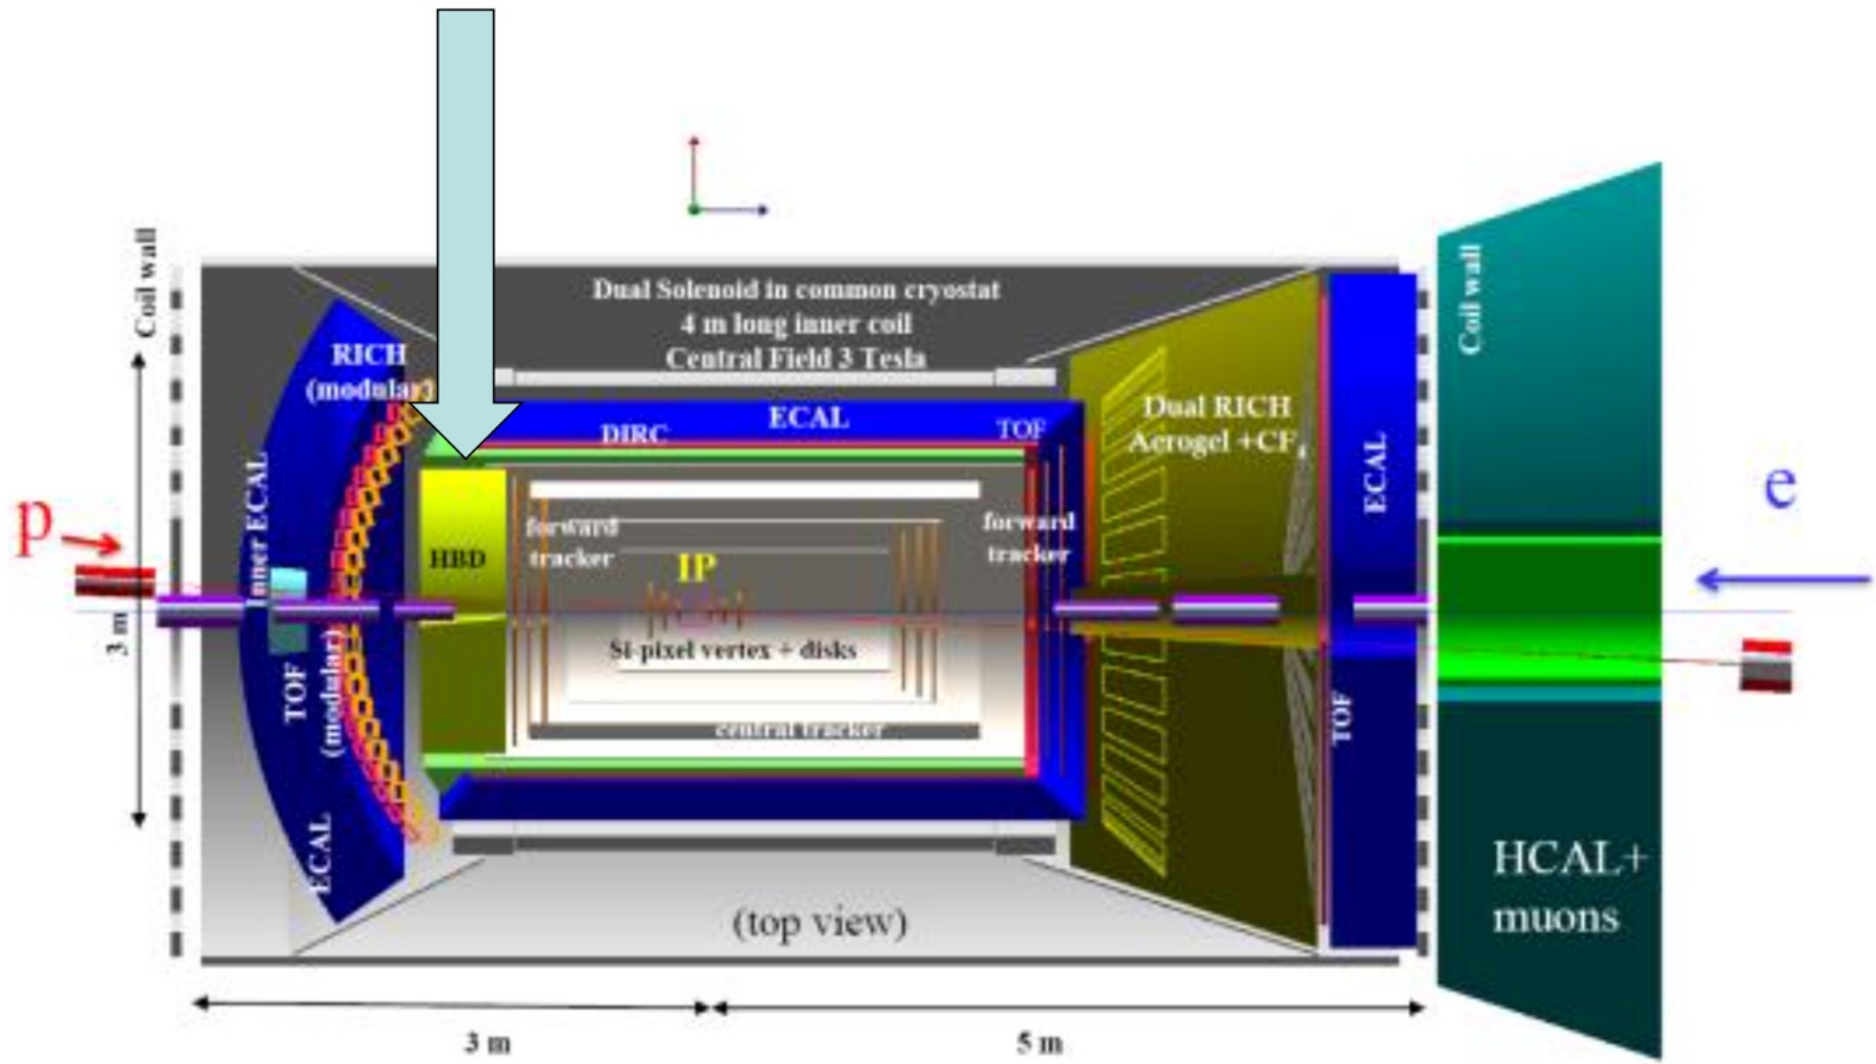 Coil wall
Dual Solenoid in common cryostat
4 m long inner coil
Central Field 3 Tesla
Coil wall
RICH
(modular)
Dual RICH
Aerogel +CF4
ECAL
DIRC
TOF
ECAL
Inner ECAL
p
e
forward
tracker
forward
tracker
HBD
IP
3 m
Si-pixel vertex + disks
TOF
(modular)
TOF
central tracker
ECAL
HCAL+
muons
(top view)
3 m
5 m